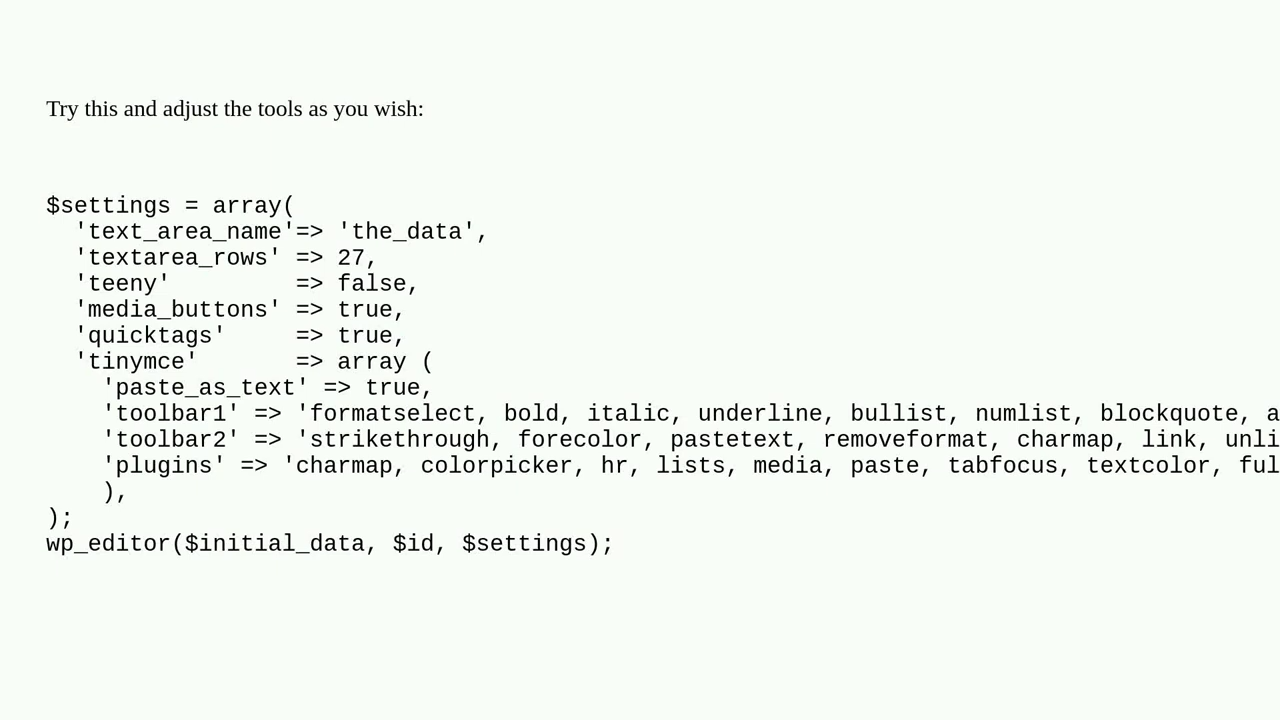 Try this and adjust the tools as you wish:
$settings = array(
  'text_area_name'=> 'the_data',
  'textarea_rows' => 27,
  'teeny'         => false,
  'media_buttons' => true,
  'quicktags'     => true,
  'tinymce'       => array (
    'paste_as_text' => true,
    'toolbar1' => 'formatselect, bold, italic, underline, bullist, numlist, blockquote,
    'toolbar2' => 'strikethrough, forecolor, pastetext, removeformat, charmap, link,
    'plugins' => 'charmap, colorpicker, hr, lists, media, paste, tabfocus, textcolor,
    ),
);
wp_editor($initial_data, $id, $settings);